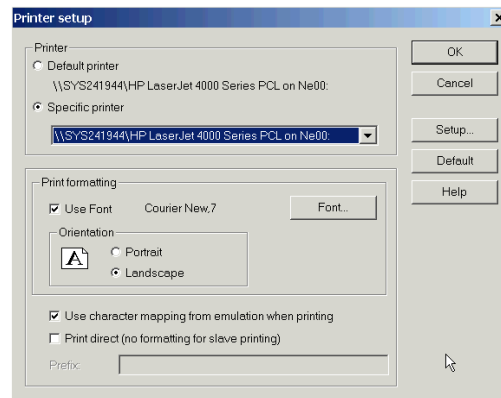 Printer setup
Printer
Default printer
\\SYS241944\HP LaserJet 4000 Series PCL on Ne00:
Specific printer
\\SYS241944\HP LaserJet 4000 Series PCL on Ne00:
Print formatting
Use Font Courier New,7 Font...
Orientation
A
Portrait
Landscape
Use character mapping from emulation when printing
Print direct (no formatting for slave printing)
Prefix:
OK
Cancel
Setup...
Default
Help